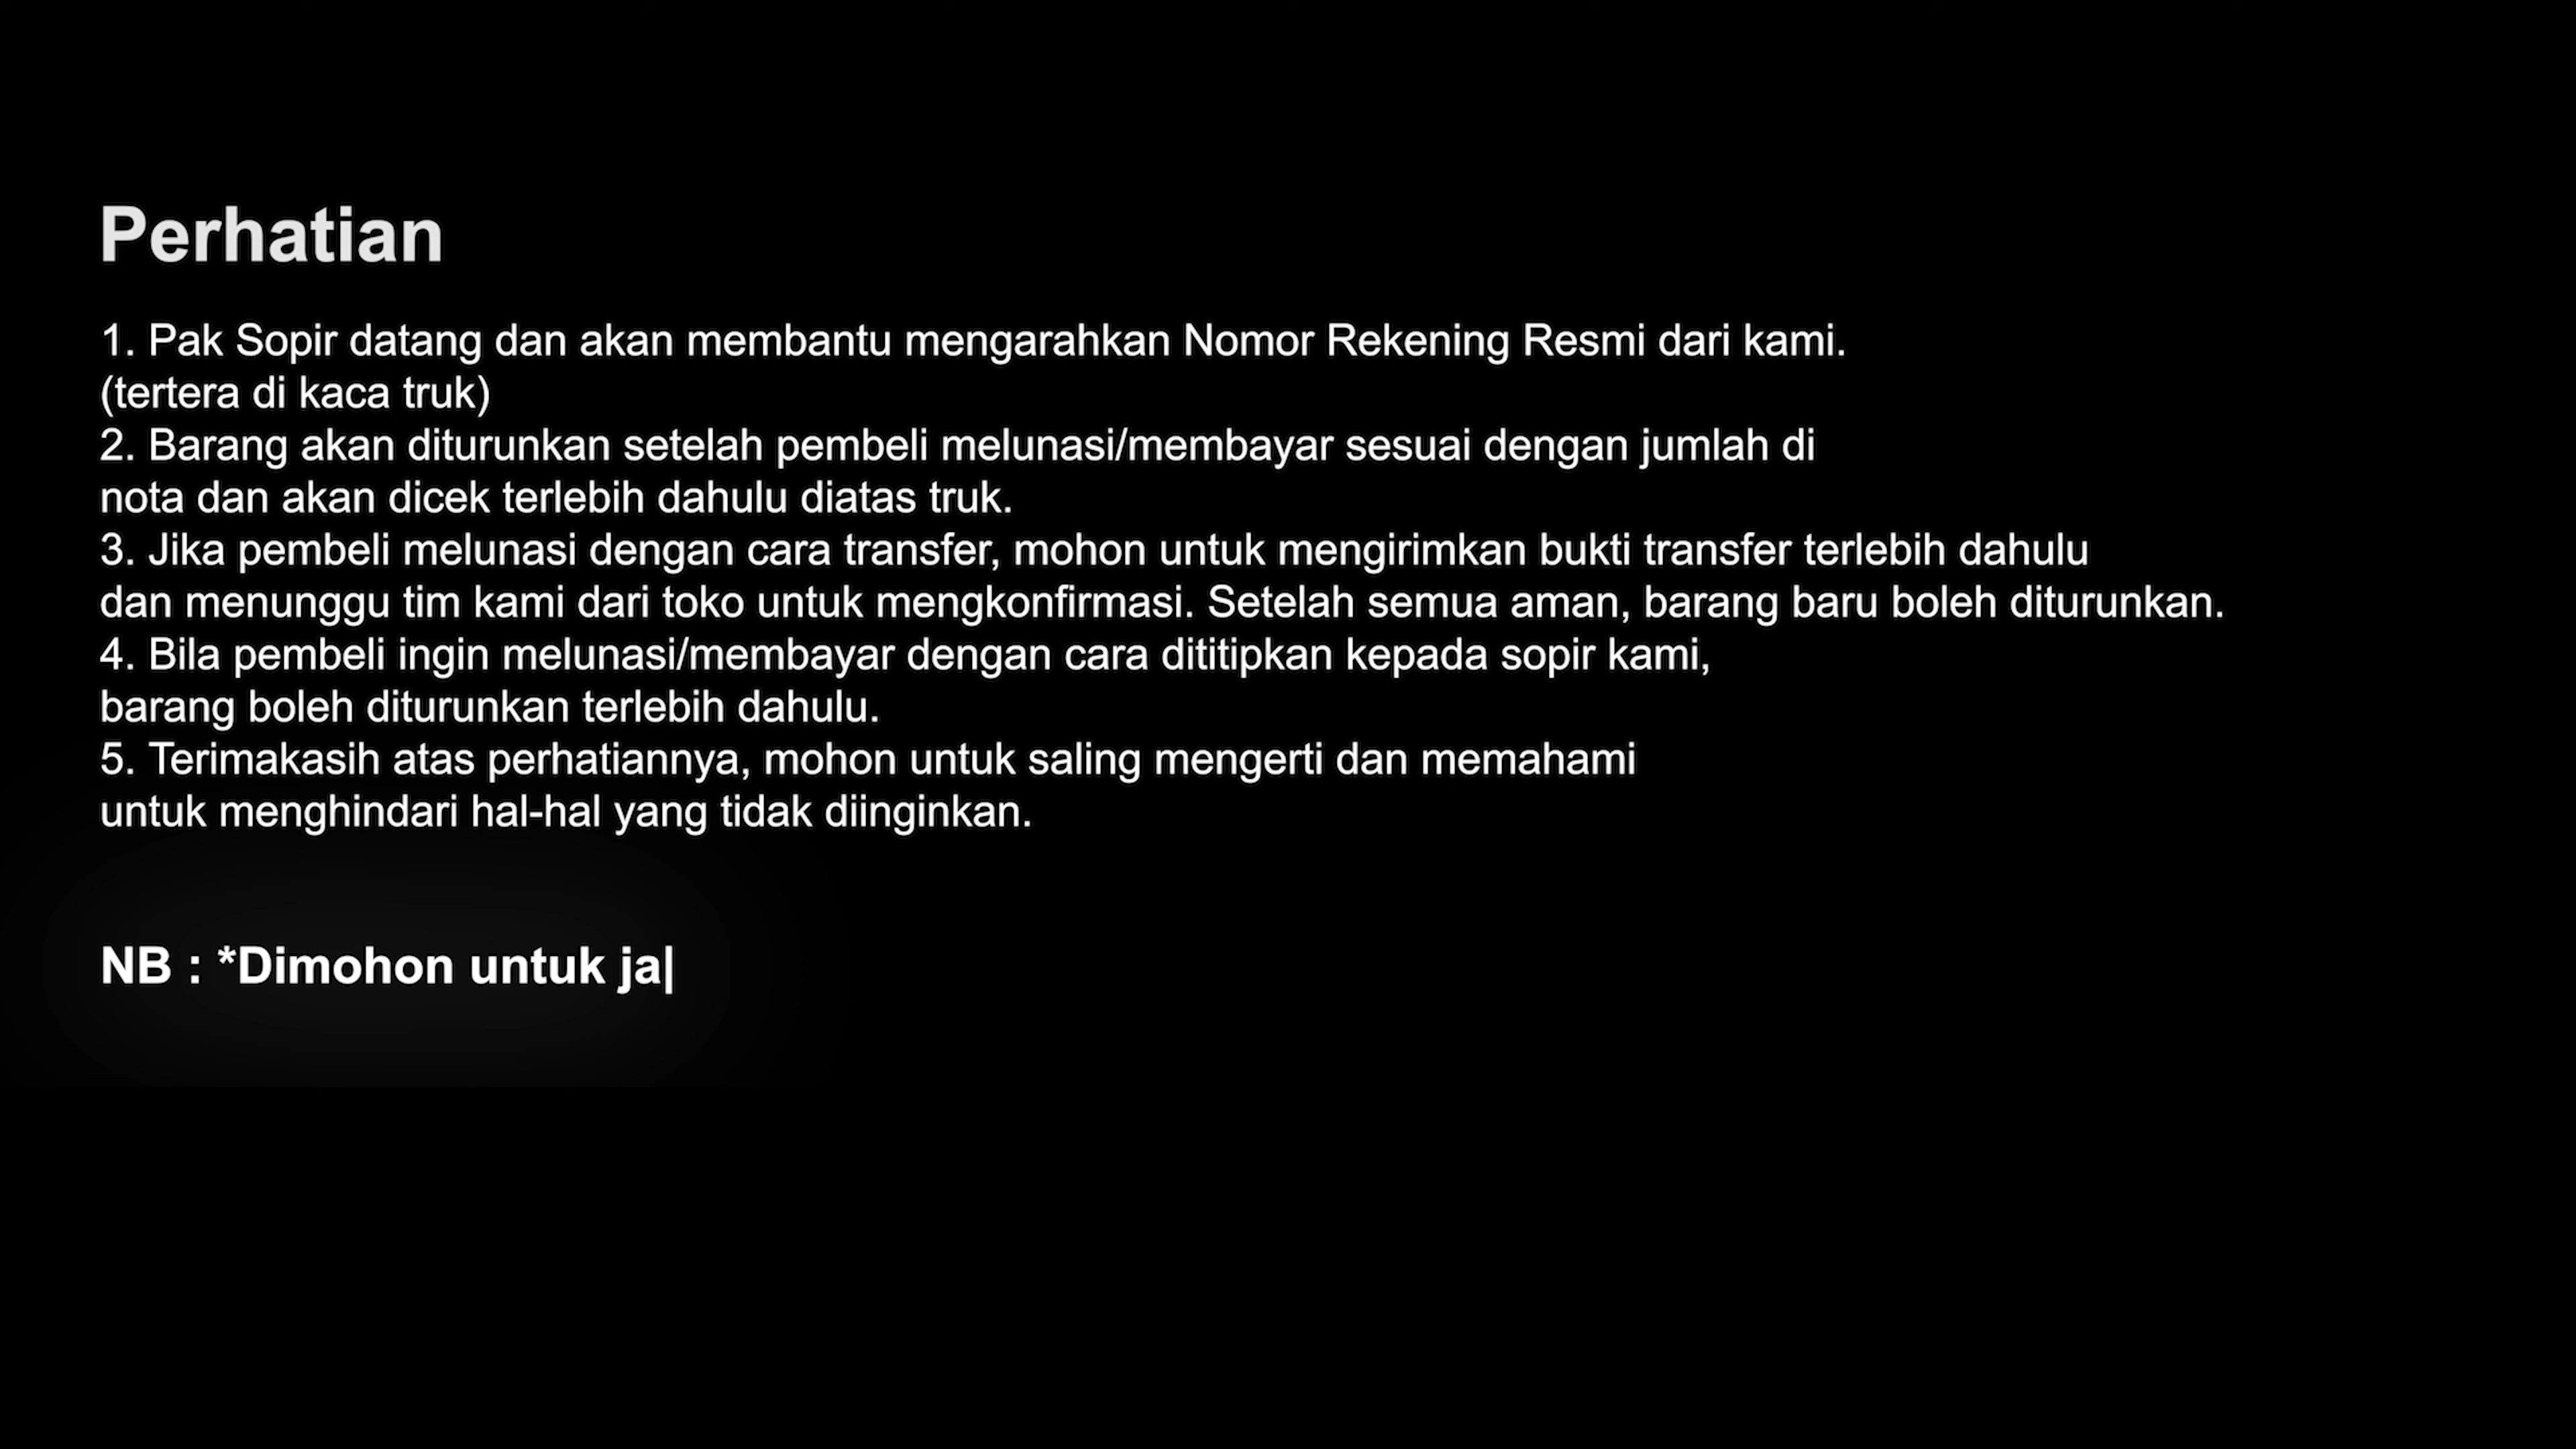 Perhatian
1. Pak Sopir datang dan akan membantu mengarahkan Nomor Rekening Resmi dari kami.
(tertera di kaca truk)
2. Barang akan diturunkan setelah pembeli melunasi/membayar sesuai dengan jumlah di
nota dan akan dicek terlebih dahulu diatas truk.
3. Jika pembeli melunasi dengan cara transfer, mohon untuk mengirimkan bukti transfer terlebih dahulu
dan menunggu tim kami dari toko untuk mengkonfirmasi. Setelah semua aman, barang baru boleh diturunkan.
4. Bila pembeli ingin melunasi/membayar dengan cara dititipkan kepada sopir kami,
barang boleh diturunkan terlebih dahulu.
5. Terimakasih atas perhatiannya, mohon untuk saling mengerti dan memahami
untuk menghindari hal-hal yang tidak diinginkan.
NB : *Dimohon untuk ja|